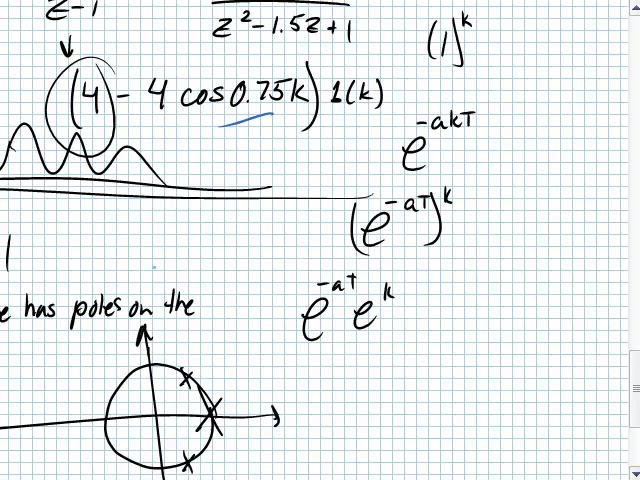 z-1
z²-1.5z+1
(1)^k
(4 - 4 cos 0.75k) 1(k)
e^{-akT}
(e^{-aT})^k
has poles on the
e^{-aT} e^k